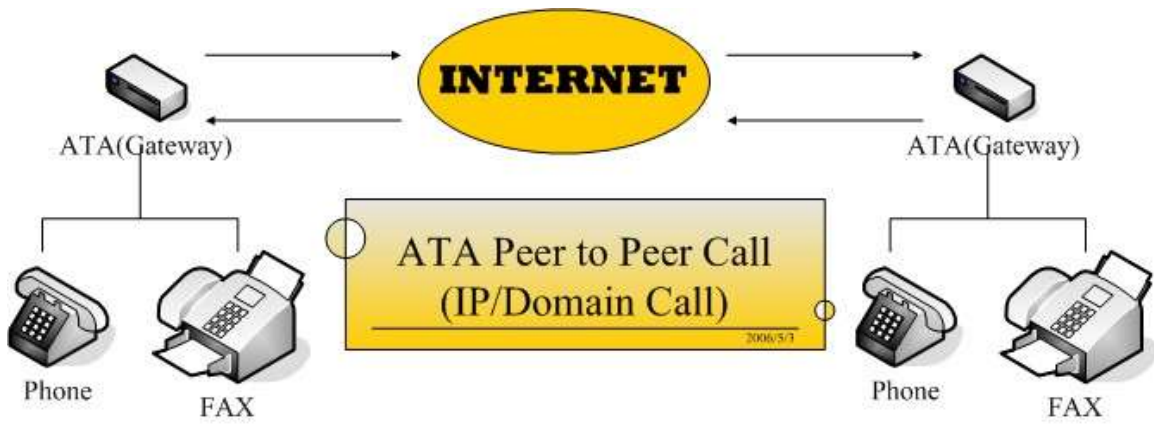 INTERNET
ATA(Gateway)
ATA(Gateway)
ATA Peer to Peer Call
(IP/Domain Call)
2006/5/3
Phone
FAX
Phone
FAX